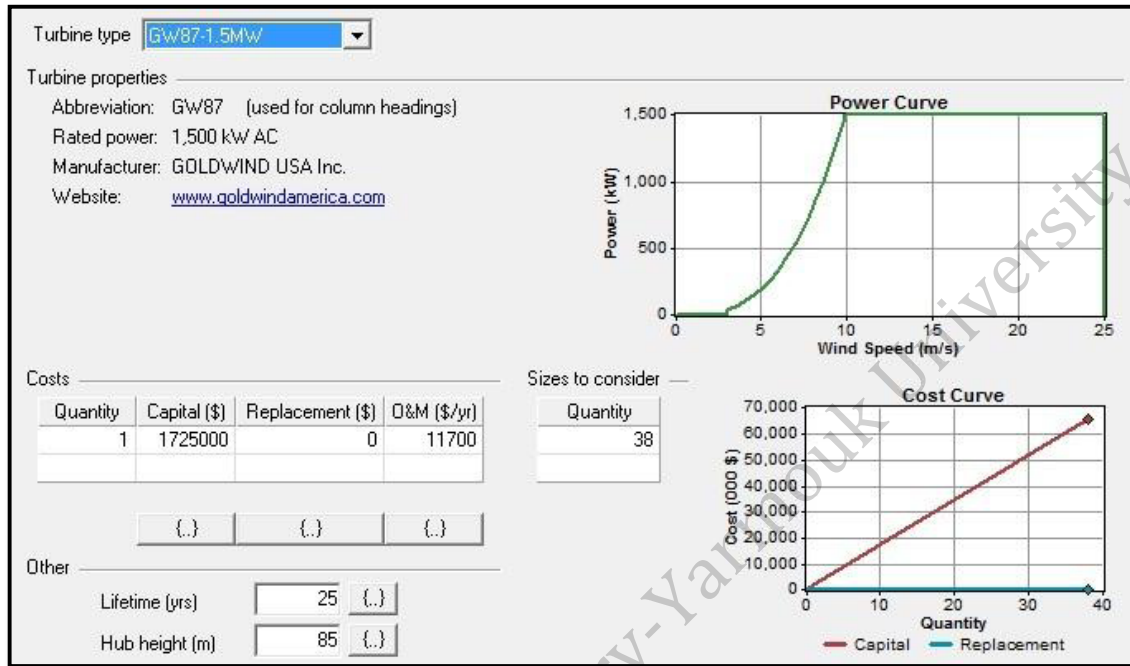 Turbine type GW87-1.5MW
Turbine properties
Abbreviation: GW87 (used for column headings)
Rated power: 1,500 kW AC
Manufacturer: GOLDWIND USA Inc.
Website: www.goldwindamerica.com
Power Curve
1,500
1,000
500
0
Power (kW)
0 5 10 15 20 25
Wind Speed (m/s)
Costs
Quantity Capital ($) Replacement ($) O&M ($/yr)
1 1725000 0 11700
{..} {..} {..}
Sizes to consider
Quantity
38
Cost Curve
70,000
60,000
50,000
40,000
30,000
20,000
10,000
0
Cost (000 $)
0 10 20 30 40
Quantity
Capital Replacement
Other
Lifetime (yrs) 25 {..}
Hub height (m) 85 {..}
ry-Yarmouk University